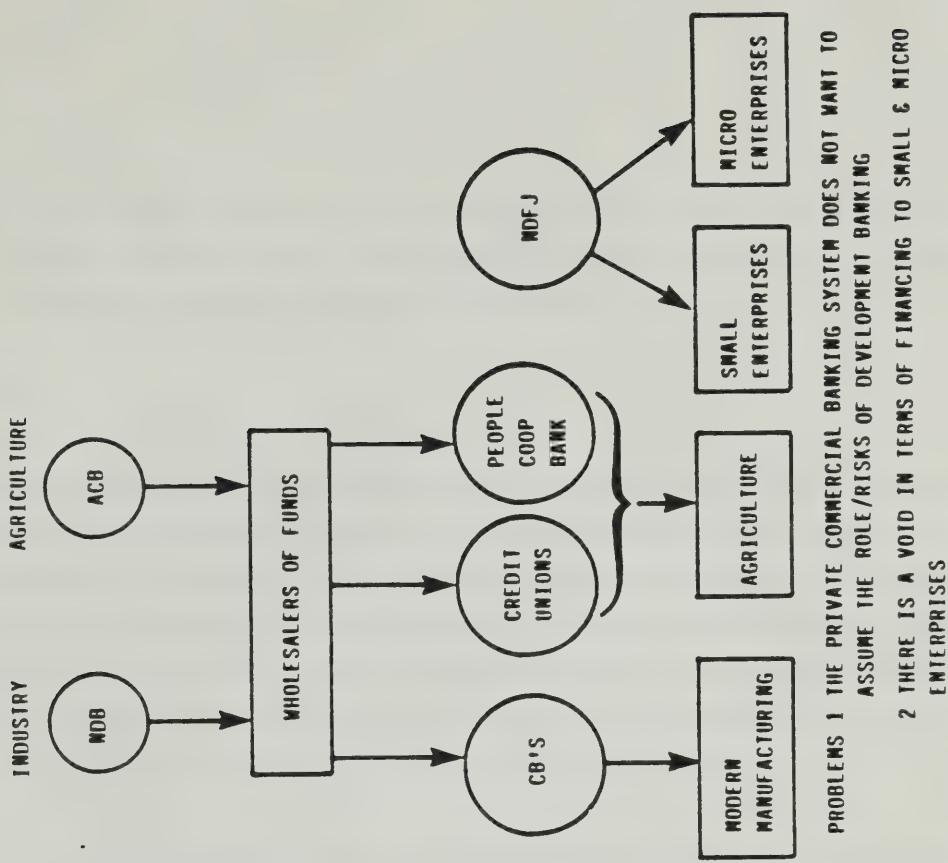 INDUSTRY
AGRICULTURE
NDB
ACB
WHOLESALERS OF FUNDS
CB'S
CREDIT
UNIONS
PEOPLE
COOP
BANK
NDFJ
MODERN
MANUFACTURING
AGRICULTURE
SMALL
ENTERPRISES
MICRO
ENTERPRISES
PROBLEMS 1 THE PRIVATE COMMERCIAL BANKING SYSTEM DOES NOT WANT TO
ASSUME THE ROLE/RISKS OF DEVELOPMENT BANKING
2 THERE IS A VOID IN TERMS OF FINANCING TO SMALL & MICRO
ENTERPRISES